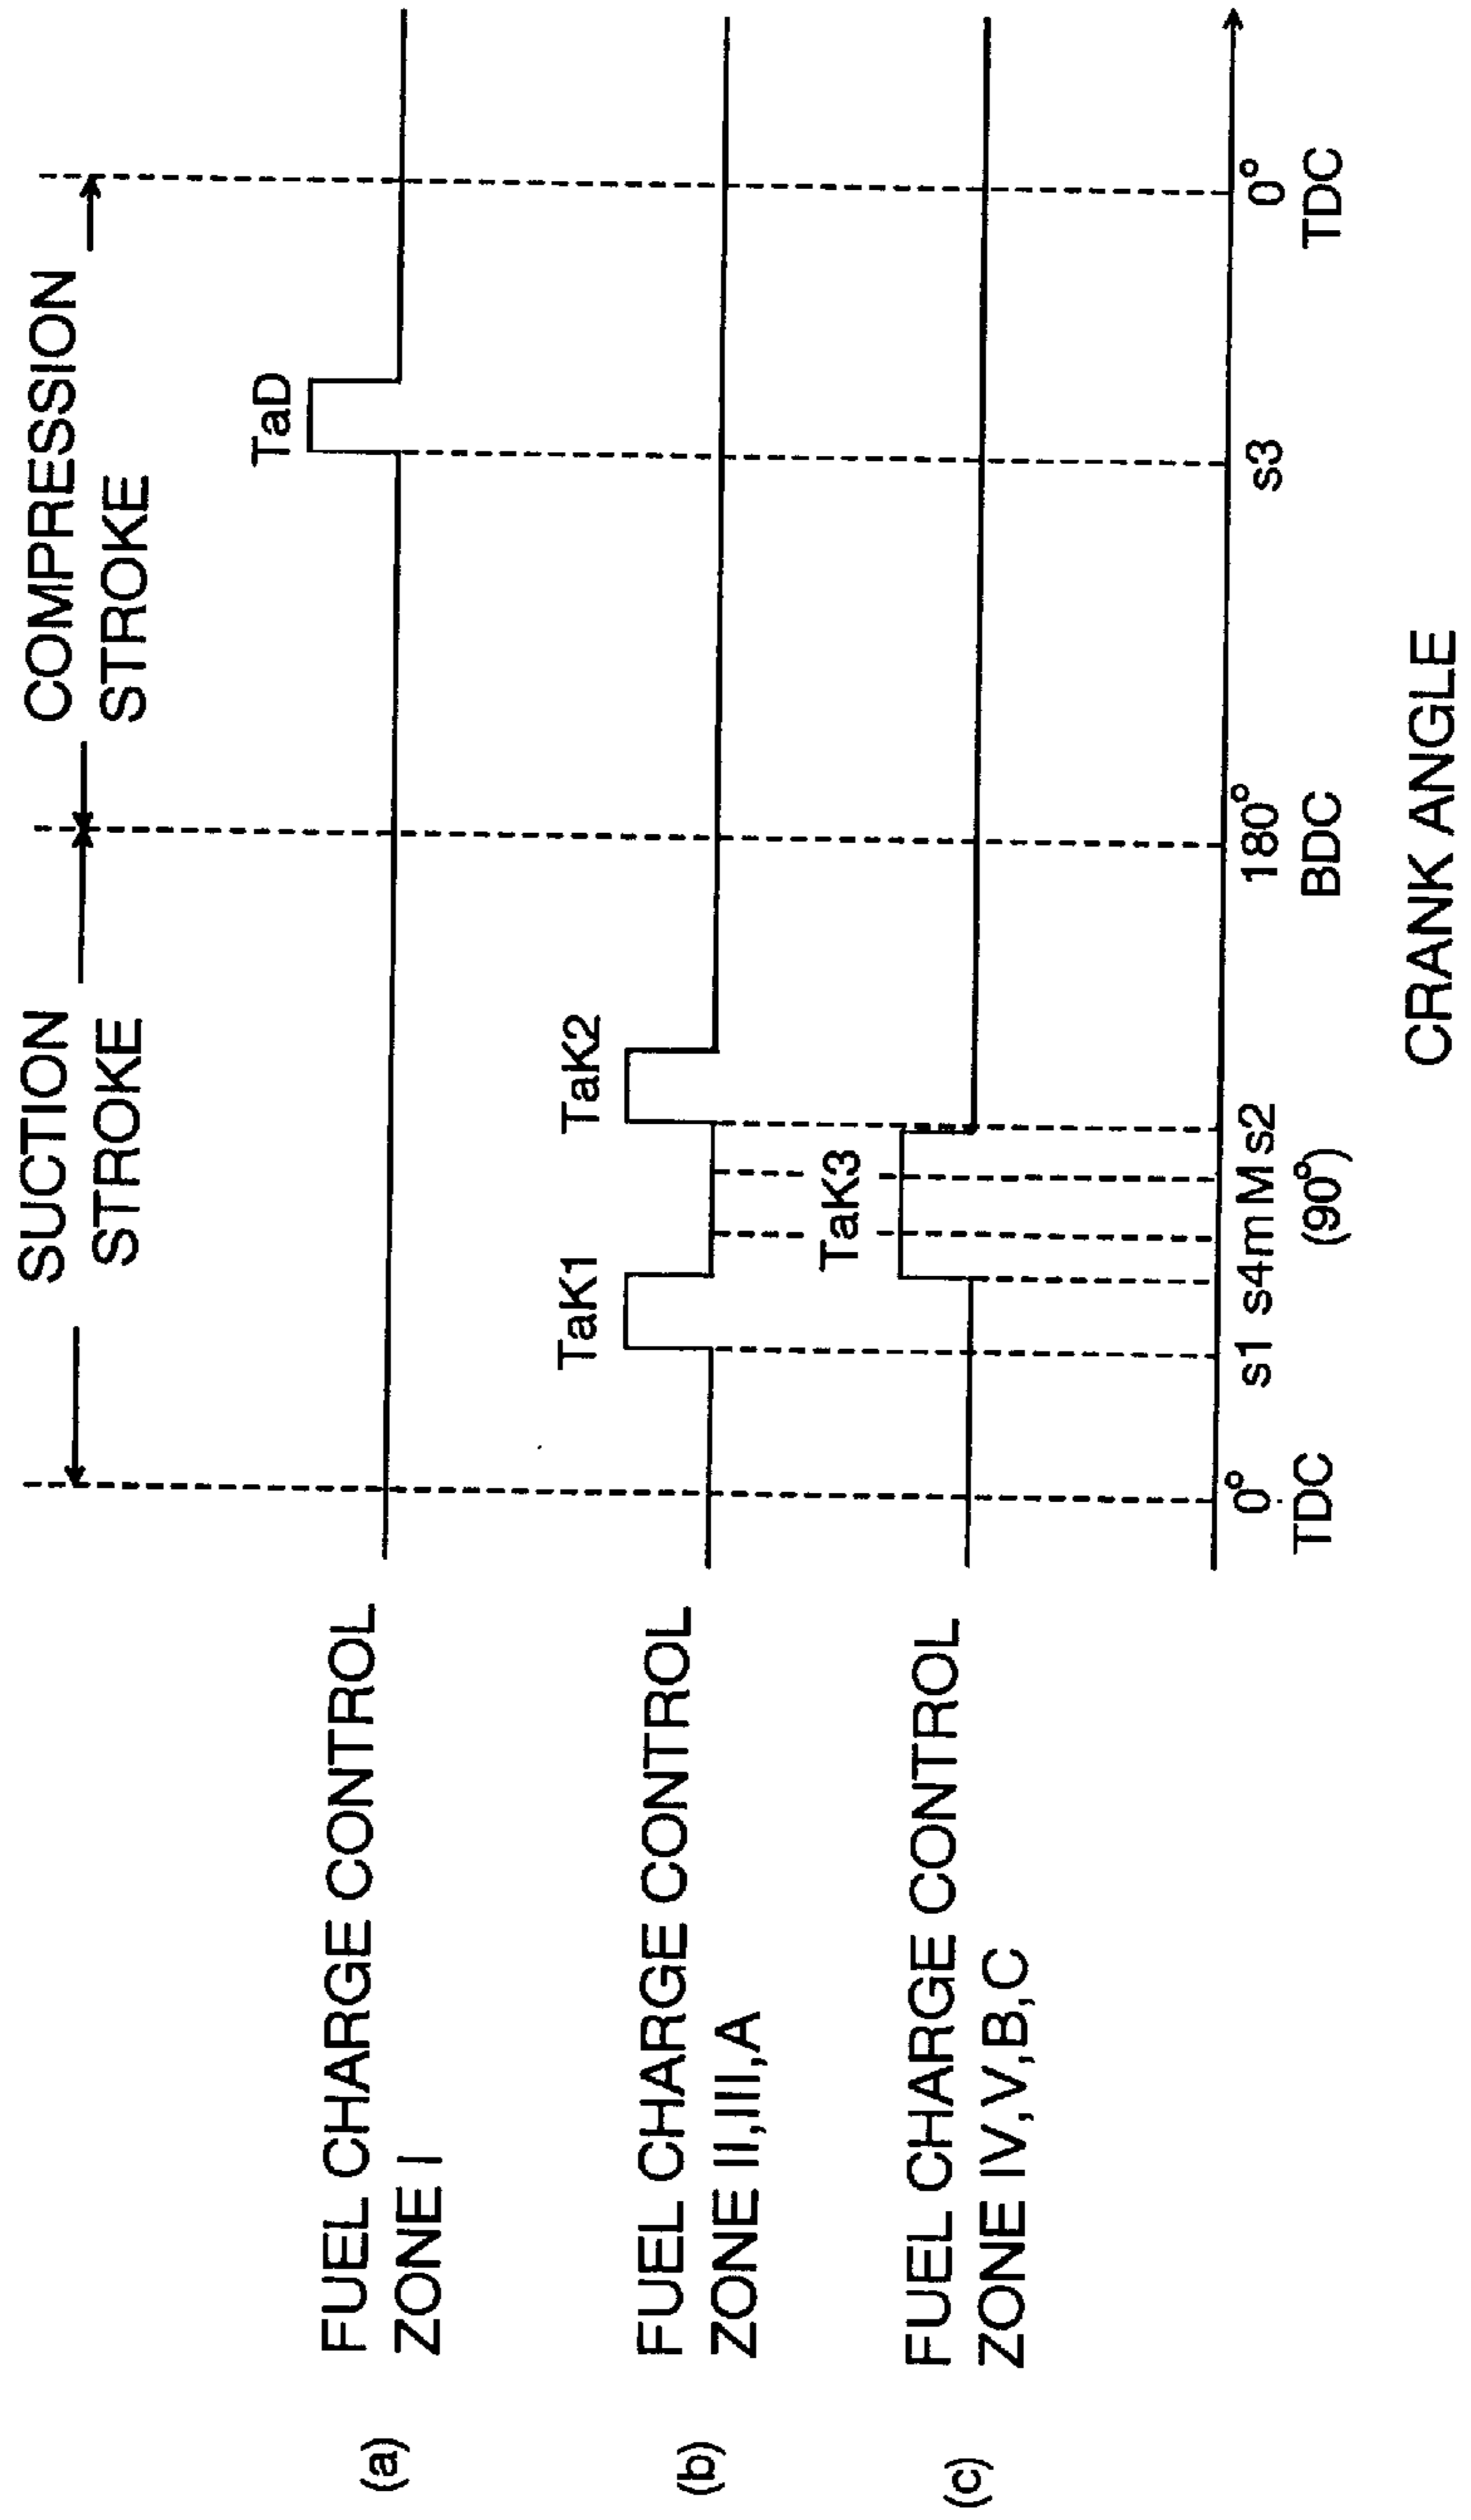 SUCTION
STROKE
COMPRESSION
STROKE
(a)
FUEL CHARGE CONTROL
ZONE I
TaD
(b)
FUEL CHARGE CONTROL
ZONE II,III,A
TaK1
TaK2
(c)
FUEL CHARGE CONTROL
ZONE IV,V,B,C
TaK3
0° s1 s4 m M s2 180° s3 0°
TDC (90°) BDC TDC
CRANK ANGLE